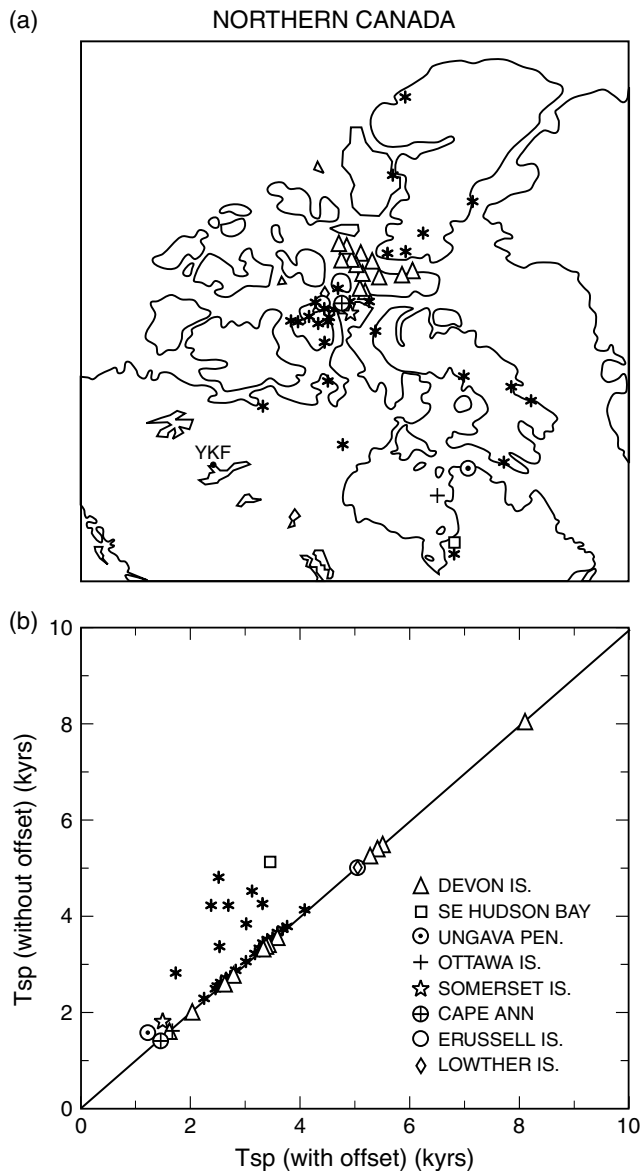 (a)
NORTHERN CANADA
YKF
(b)
10
8
6
4
2
0
Tsp (without offset) (kyrs)
DEVON IS.
SE HUDSON BAY
UNGAVA PEN.
OTTAWA IS.
SOMERSET IS.
CAPE ANN
ERUSSELL IS.
LOWTHER IS.
0 2 4 6 8 10
Tsp (with offset) (kyrs)